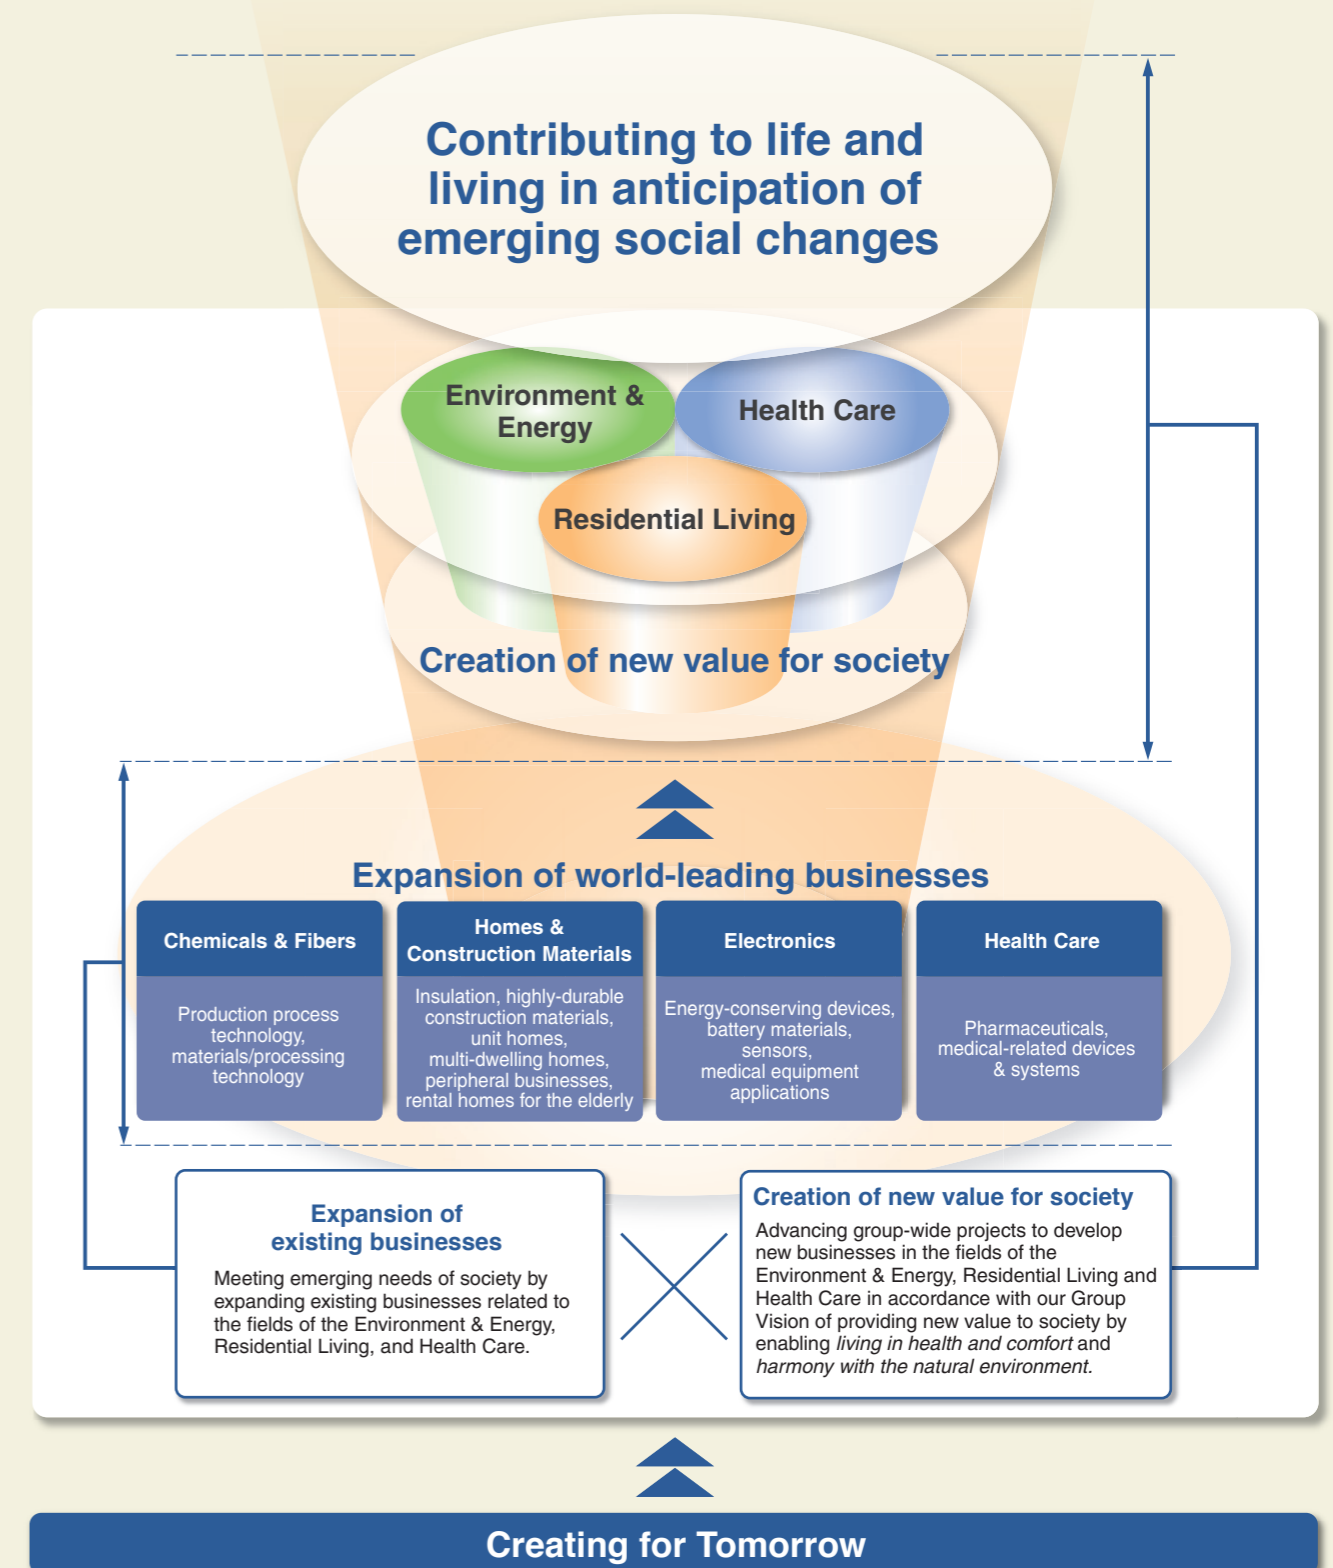 Contributing to life and
living in anticipation of
emerging social changes
Environment &
Energy
Health Care
Residential Living
Creation of new value for society
Expansion of world-leading businesses
Chemicals & Fibers
Production process
technology,
materials/processing
technology
Homes &
Construction Materials
Insulation, highly-durable
construction materials,
unit homes,
multi-dwelling homes,
peripheral businesses,
rental homes for the elderly
Electronics
Energy-conserving devices,
battery materials,
sensors,
medical equipment
applications
Health Care
Pharmaceuticals,
medical-related devices
& systems
Expansion of
existing businesses
Meeting emerging needs of society by
expanding existing businesses related to
the fields of the Environment & Energy,
Residential Living, and Health Care.
Creation of new value for society
Advancing group-wide projects to develop
new businesses in the fields of the
Environment & Energy, Residential Living and
Health Care in accordance with our Group
Vision of providing new value to society by
enabling living in health and comfort and
harmony with the natural environment.
Creating for Tomorrow